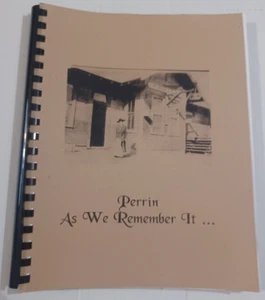 Perrin
As We Remember It ...